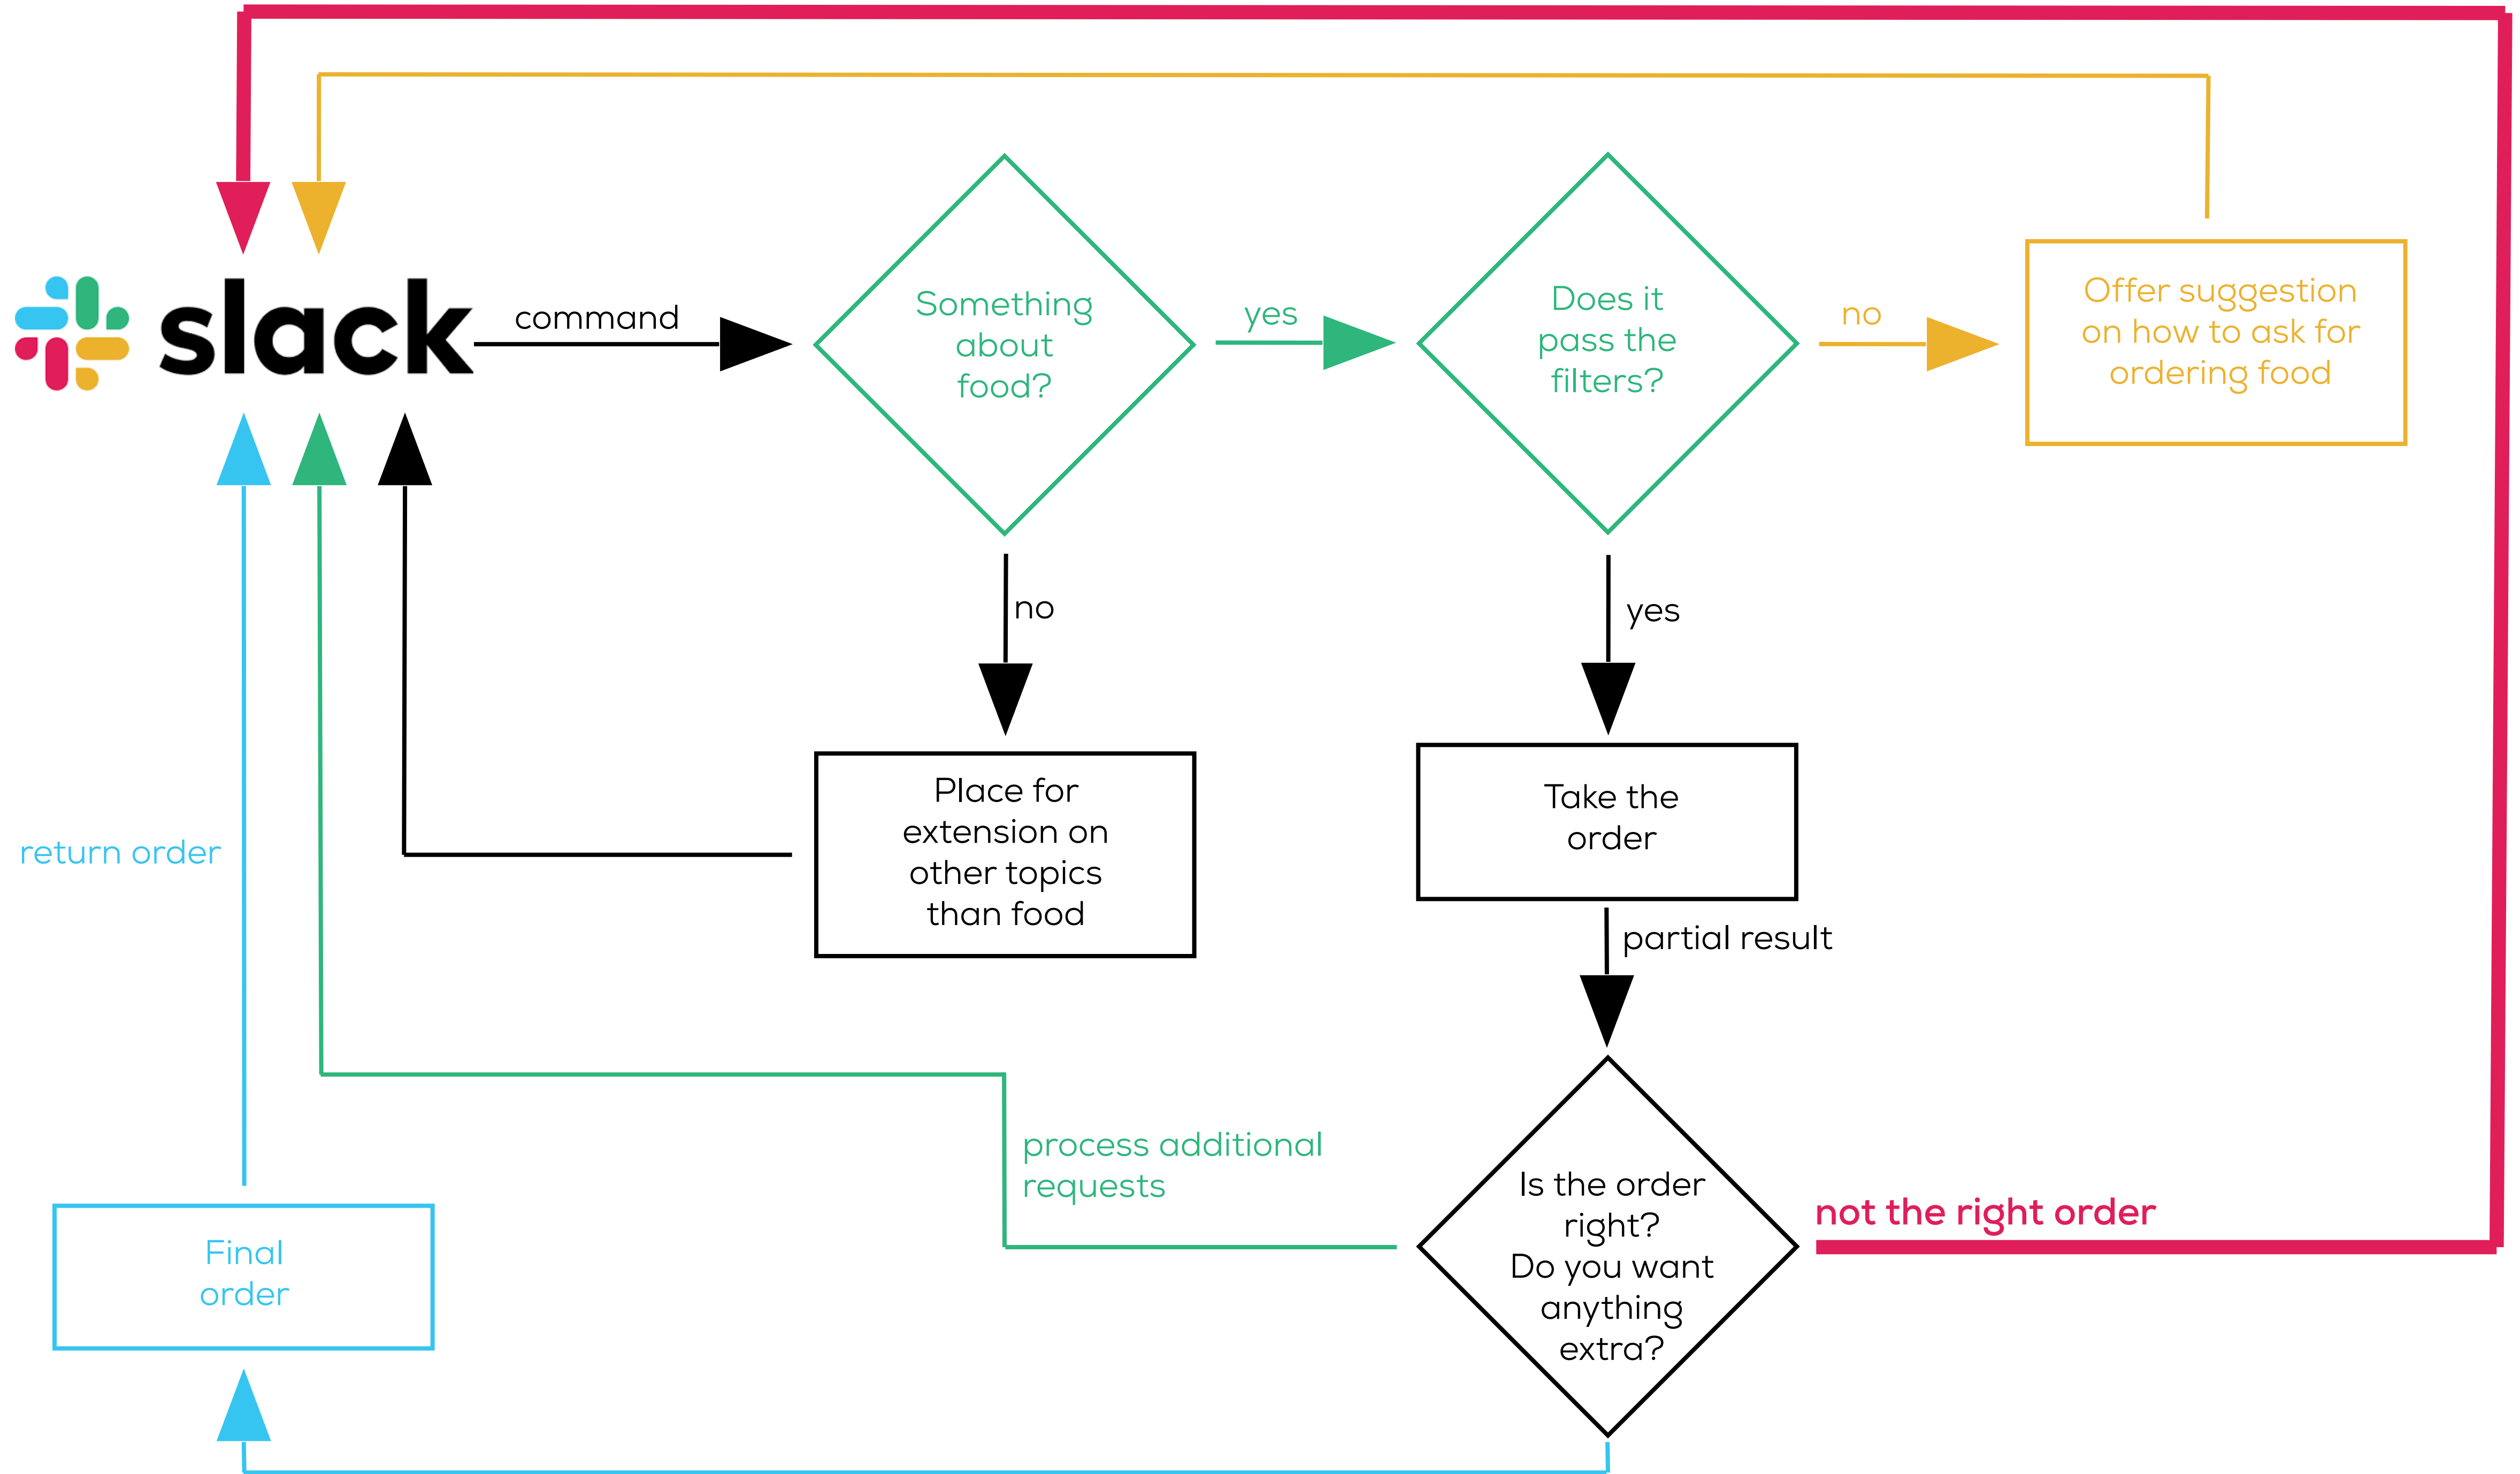 slack
command
Something
about
food?
yes
Does it
pass the
filters?
no
Offer suggestion
on how to ask for
ordering food
no
yes
Place for
extension on
other topics
than food
Take the
order
return order
partial result
process additional
requests
Is the order
right?
Do you want
anything
extra?
not the right order
Final
order